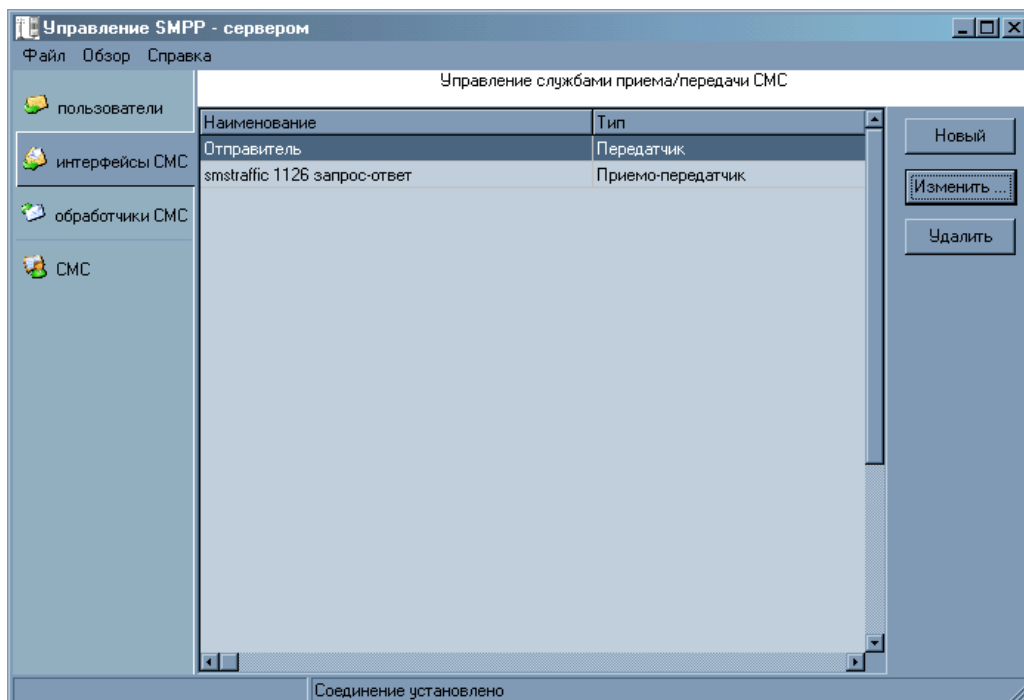 Управление SMPP - сервером
Файл Обзор Справка
Управление службами приема/передачи СМС
пользователи
интерфейсы СМС
обработчики СМС
СМС
Наименование Тип
Отправитель Передатчик
smstraffic 1126 запрос-ответ Приемо-передатчик
Новый
Изменить ...
Удалить
Соединение установлено